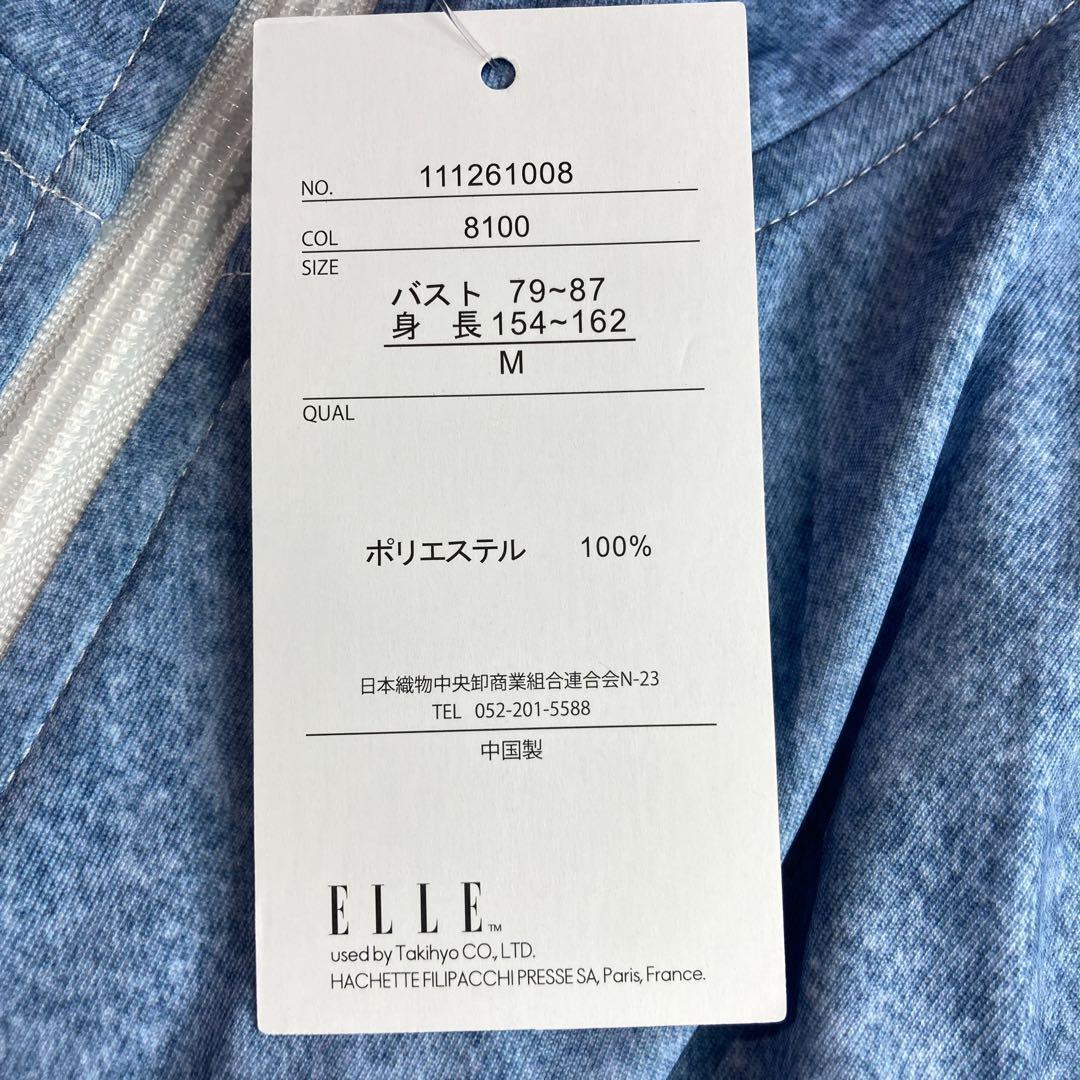 NO. 111261008
COL 8100
SIZE
バスト 79~87
身 長 154~162
M
QUAL
ポリエステル 100%
日本織物中央卸商業組合連合会N-23
TEL 052-201-5588
中国製
ELLE™
used by Takihyo CO., LTD.
HACHETTE FILIPACCHI PRESSE SA, Paris, France.